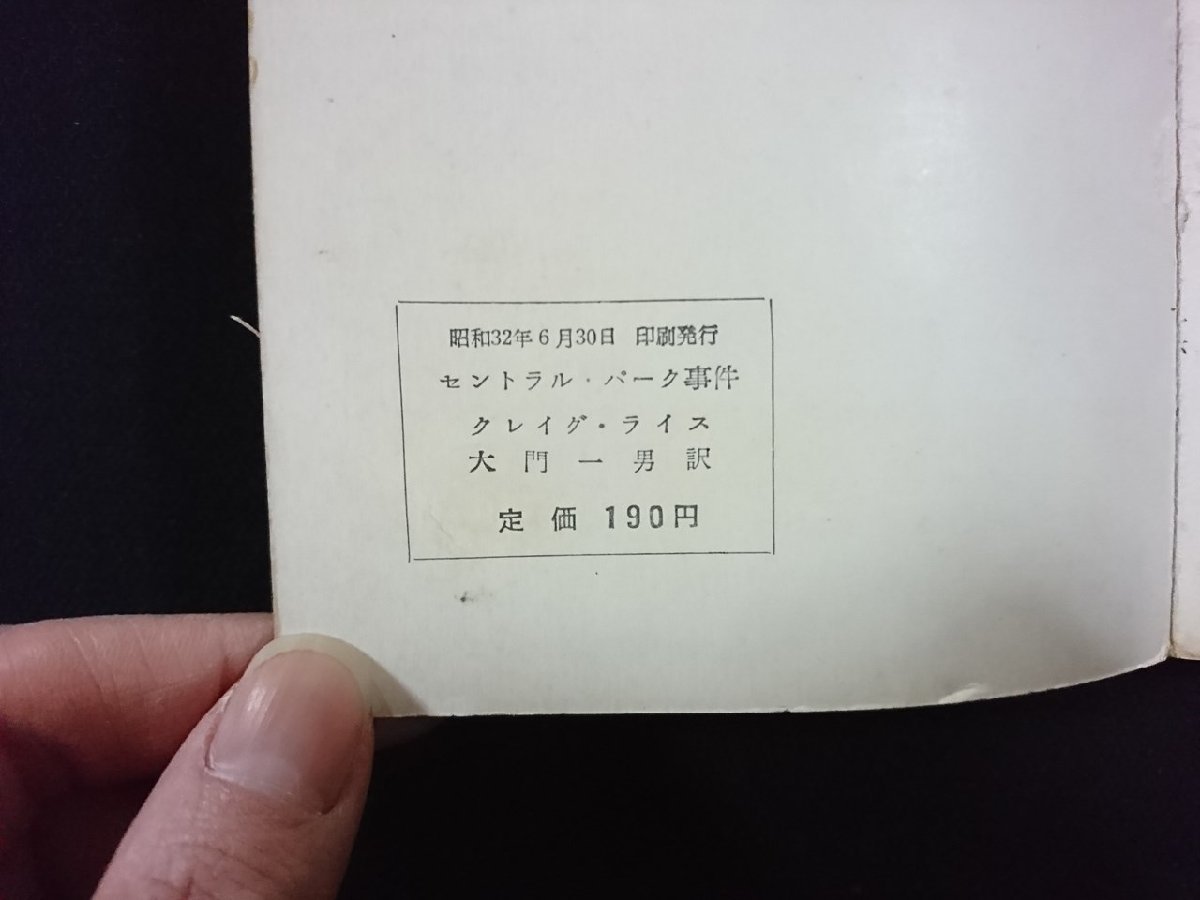 昭和32年6月30日 印刷発行
セントラル・パーク事件
クレイグ・ライス
大門一男訳
定価 190円